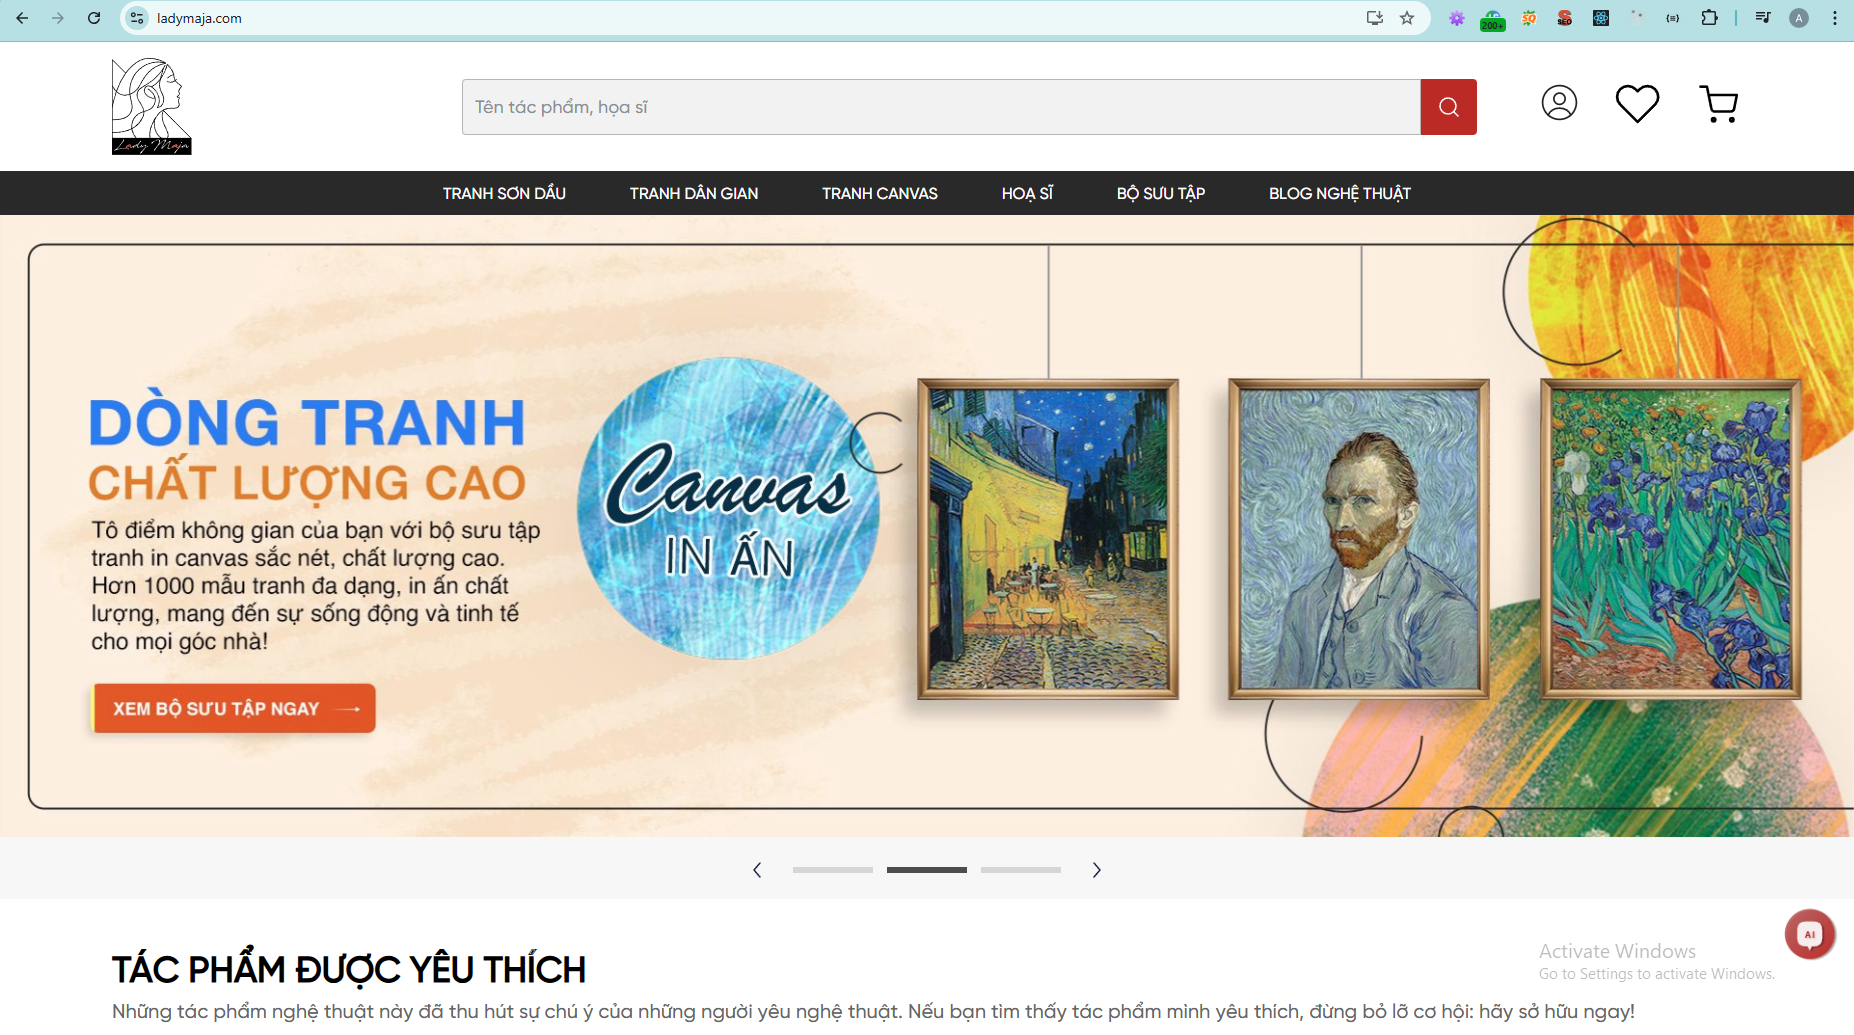 ladymaja.com
200+
SQ
SEO
A
Lady Maja
Tên tác phẩm, họa sĩ
TRANH SƠN DẦU
TRANH DÂN GIAN
TRANH CANVAS
HOẠ SĨ
BỘ SƯU TẬP
BLOG NGHỆ THUẬT
DÒNG TRANH
CHẤT LƯỢNG CAO
Tô điểm không gian của bạn với bộ sưu tập
tranh in canvas sắc nét, chất lượng cao.
Hơn 1000 mẫu tranh đa dạng, in ấn chất
lượng, mang đến sự sống động và tinh tế
cho mọi góc nhà!
XEM BỘ SƯU TẬP NGAY
Canvas
IN ẤN
TÁC PHẨM ĐƯỢC YÊU THÍCH
Những tác phẩm nghệ thuật này đã thu hút sự chú ý của những người yêu nghệ thuật. Nếu bạn tìm thấy tác phẩm mình yêu thích, đừng bỏ lỡ cơ hội: hãy sở hữu ngay!
AI
Activate Windows
Go to Settings to activate Windows.